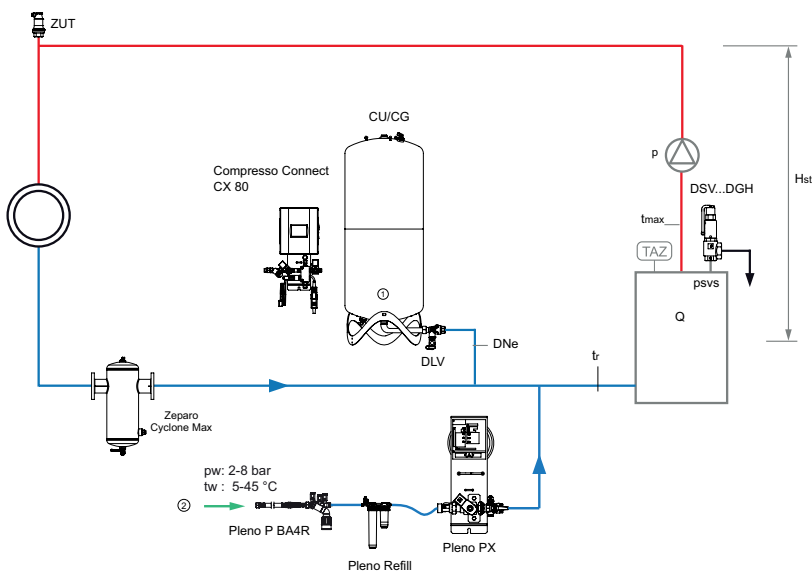 ZUT
CU/CG
Compresso Connect
CX 80
p
Hst
DSV...DGH
tmax
TAZ
psvs
1
Q
DLV
DNe
tr
Zeparo
Cyclone Max
pw: 2-8 bar
tw : 5-45 °C
2
Pleno P BA4R
Pleno Refill
Pleno PX